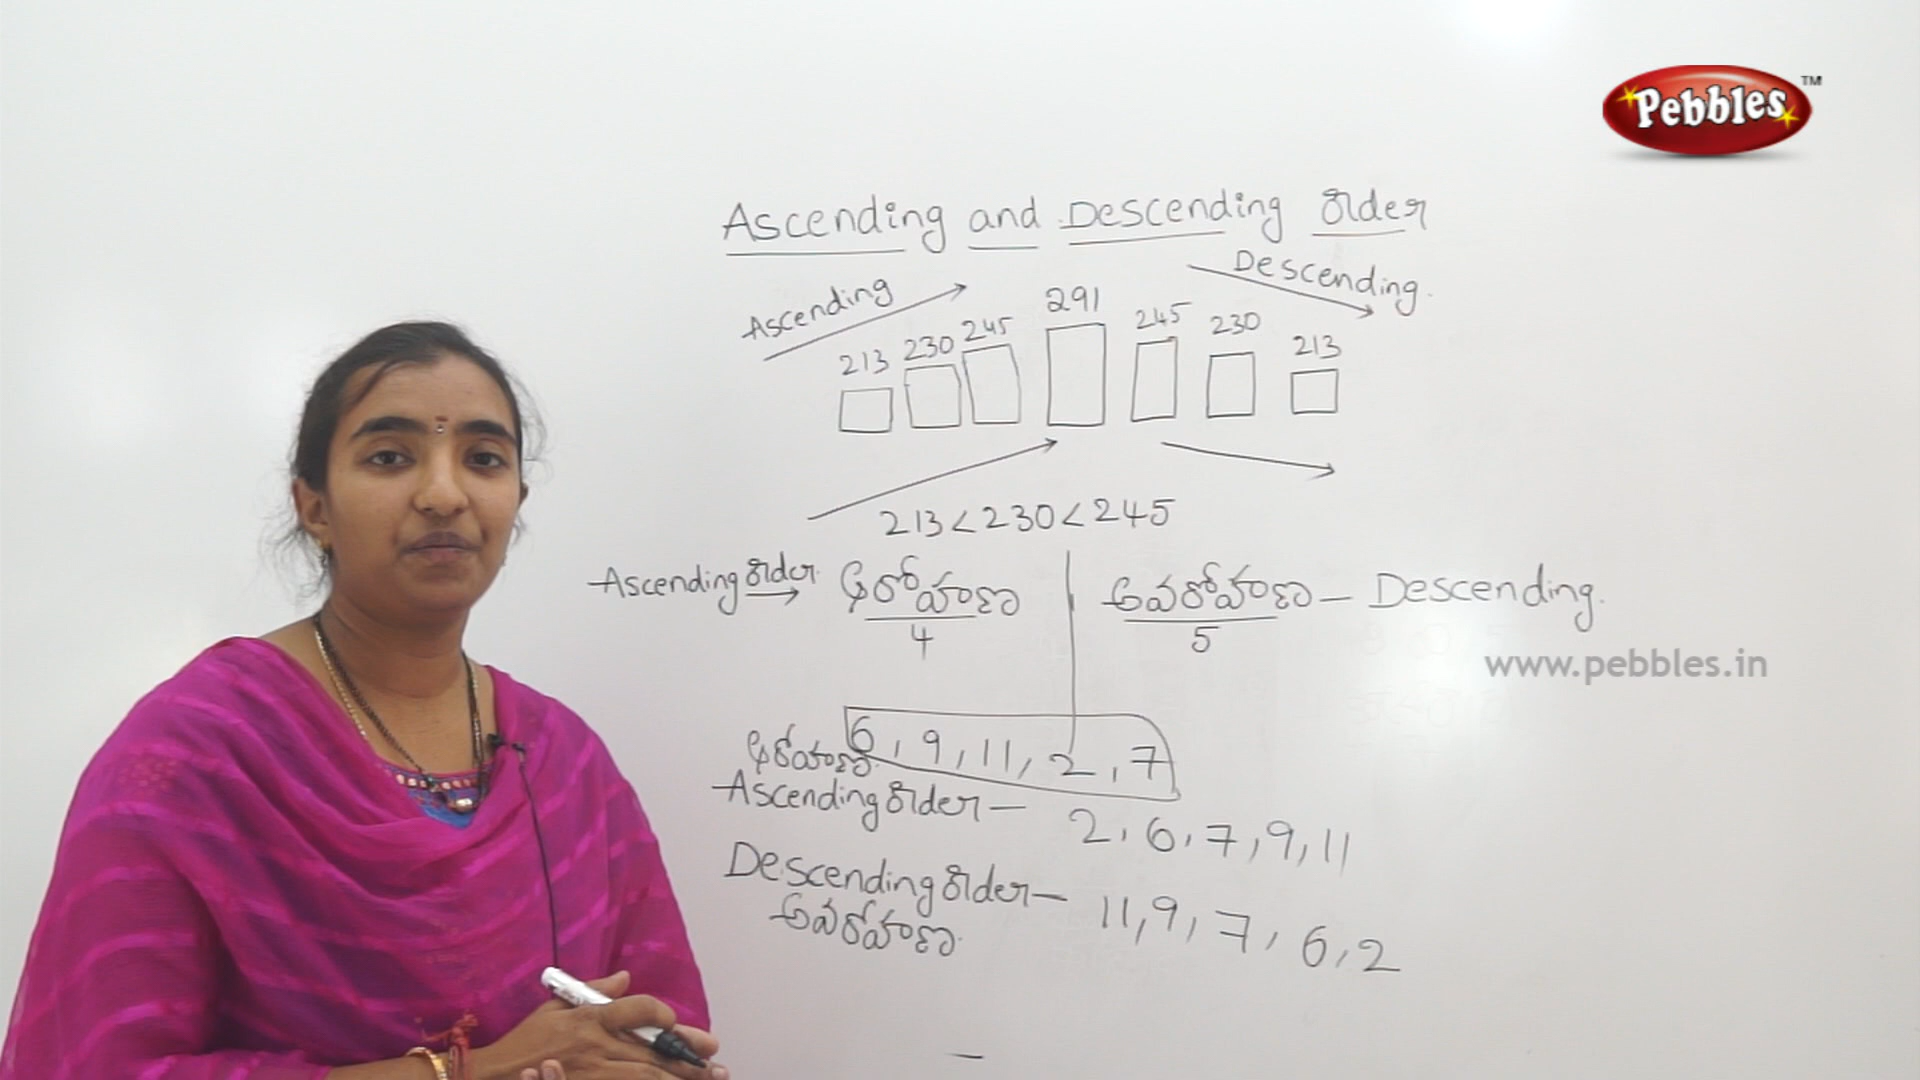 Pebbles TM
Ascending and Descending Order
Ascending
Descending.
213 230 245 291 245 230 213
213 < 230 < 245
Ascending Order → ఆరోహణ
4
అవరోహణ – Descending.
5
www.pebbles.in
6, 9, 11, 2, 7
ఆరోహణ
Ascending Order – 2, 6, 7, 9, 11
Descending Order – 11, 9, 7, 6, 2
అవరోహణ